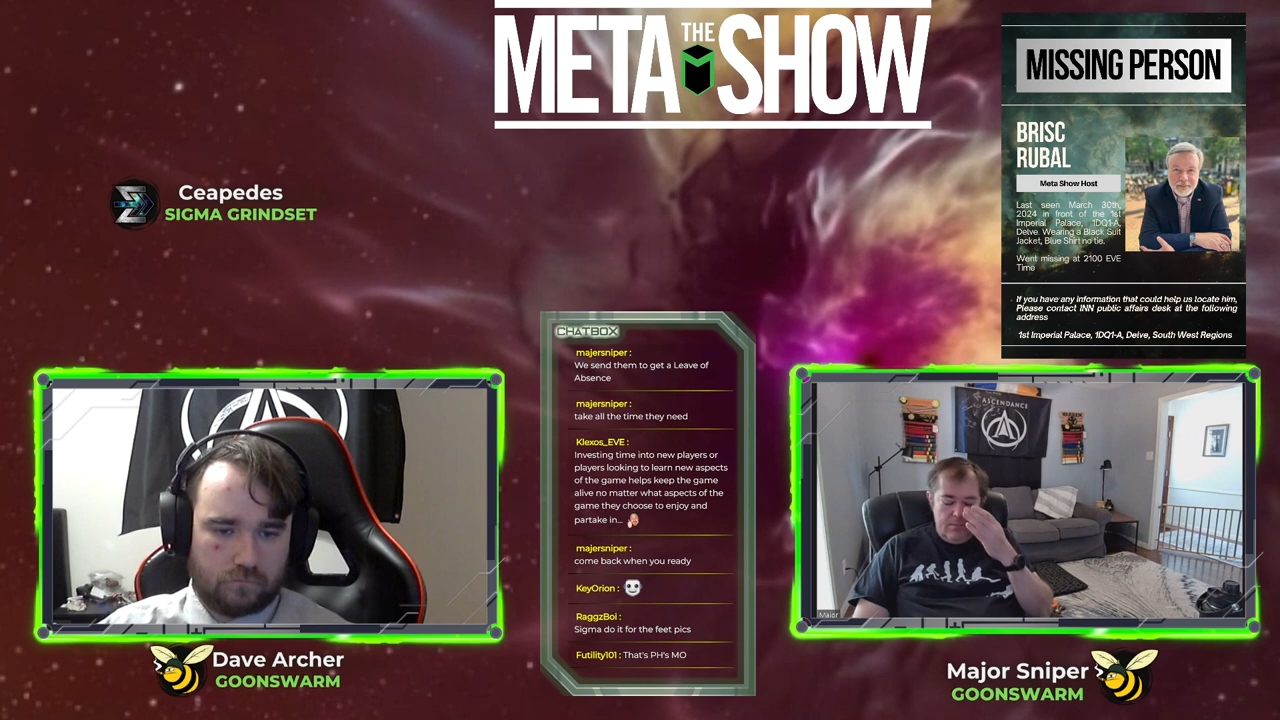 META THE SHOW
MISSING PERSON
BRISC
RUBAL
Meta Show Host
Last seen March 30th,
2024 in front of the 1st
Imperial Palace, 1DQ1-A,
Delve. Wearing a Black Suit
Jacket, Blue Shirt no tie.
Went missing at 2100 EVE
Time
If you have any information that could help us locate him,
Please contact INN public affairs desk at the following
address
1st Imperial Palace, 1DQ1-A, Delve, South West Regions
Ceapedes
SIGMA GRINDSET
CHATBOX
majersniper :
We send them to get a Leave of
Absence
majersniper :
take all the time they need
Klexos_EVE :
Investing time into new players or
players looking to learn new aspects
of the game helps keep the game
alive no matter what aspects of the
game they choose to enjoy and
partake in...
majersniper :
come back when you ready
KeyOrion :
RaggzBoi :
Sigma do it for the feet pics
Futility101 : That's PH's MO
ASCENDANCE
Major
Dave Archer
GOONSWARM
Major Sniper
GOONSWARM